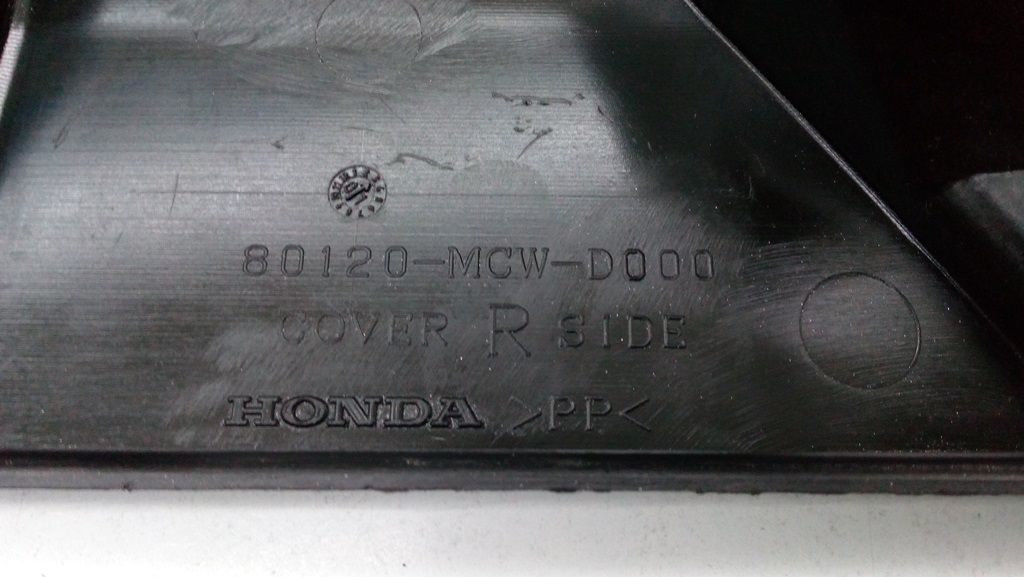 80120-MCW-D000
COVER R SIDE
HONDA >PP<